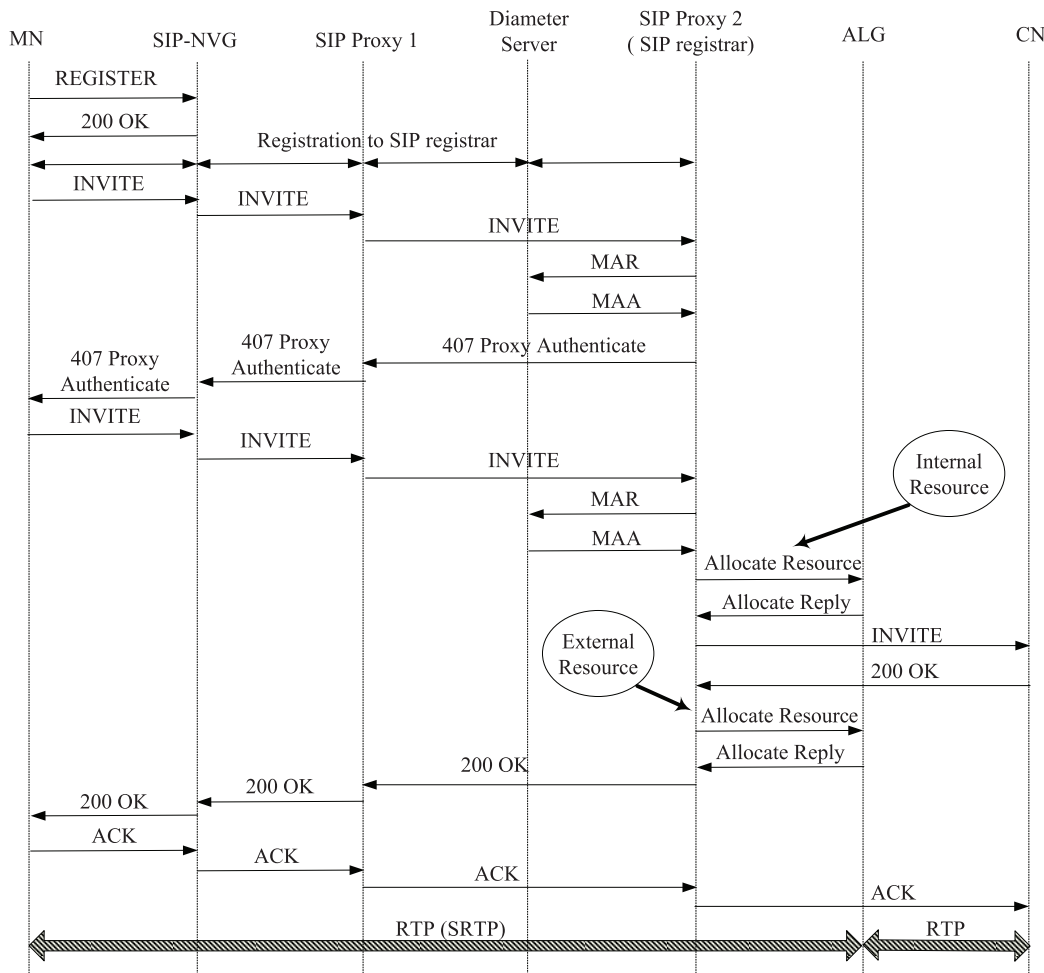 MN
SIP-NVG
SIP Proxy 1
Diameter
Server
SIP Proxy 2
( SIP registrar)
ALG
CN
REGISTER
200 OK
Registration to SIP registrar
INVITE
INVITE
INVITE
MAR
MAA
407 Proxy Authenticate
407 Proxy
Authenticate
407 Proxy
Authenticate
INVITE
INVITE
INVITE
Internal
Resource
MAR
MAA
Allocate Resource
Allocate Reply
External
Resource
INVITE
200 OK
Allocate Resource
Allocate Reply
200 OK
200 OK
200 OK
ACK
ACK
ACK
ACK
RTP (SRTP)
RTP